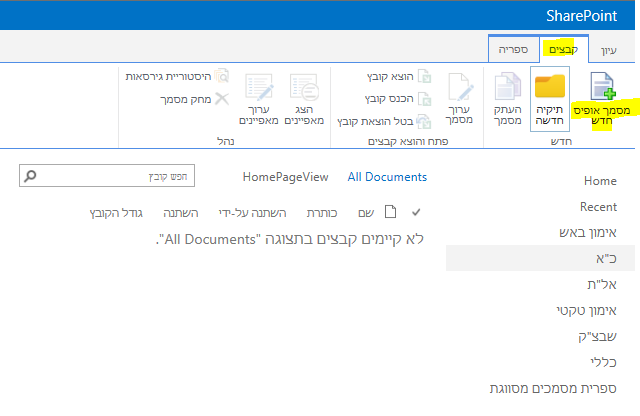 SharePoint
עיון
קבצים
ספריה
מסמך אופיס
חדש
תיקיה
חדשה
העתק
מסמך
חדש
ערוך
מסמך
הוצא קובץ
הכנס קובץ
בטל הוצאת קובץ
פתח והוצא קבצים
הצג
מאפיינים
ערוך
מאפיינים
היסטוריית גירסאות
מחק מסמך
נהל
Home
Recent
אימון באש
כ"א
אל"ת
אימון טקטי
שבצ"ק
כללי
ספרית מסמכים מסווגת
All Documents HomePageView
חפש קובץ
שם כותרת השתנה על-ידי השתנה גודל הקובץ
לא קיימים קבצים בתצוגה "All Documents".